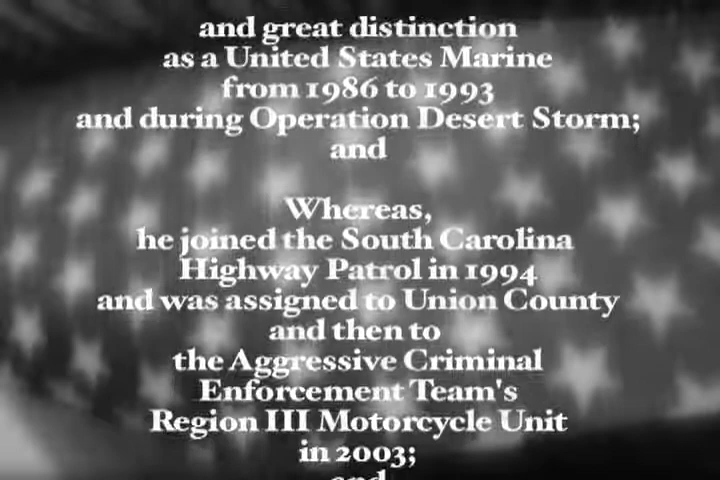 and great distinction
as a United States Marine
from 1986 to 1993
and during Operation Desert Storm;
and
Whereas,
he joined the South Carolina
Highway Patrol in 1994
and was assigned to Union County
and then to
the Aggressive Criminal
Enforcement Team's
Region III Motorcycle Unit
in 2003;
and